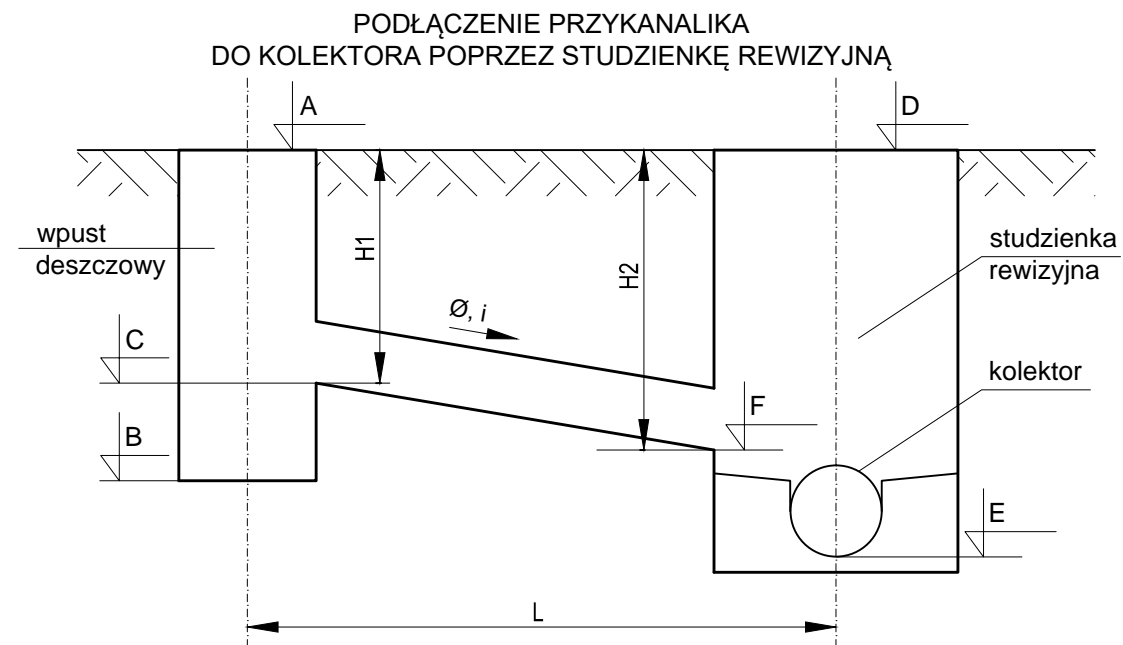 PODŁĄCZENIE PRZYKANALIKA
DO KOLEKTORA POPRZEZ STUDZIENKĘ REWIZYJNĄ
A
D
wpust
deszczowy
H1
H2
studzienka
rewizyjna
Ø, i
C
kolektor
F
B
E
L